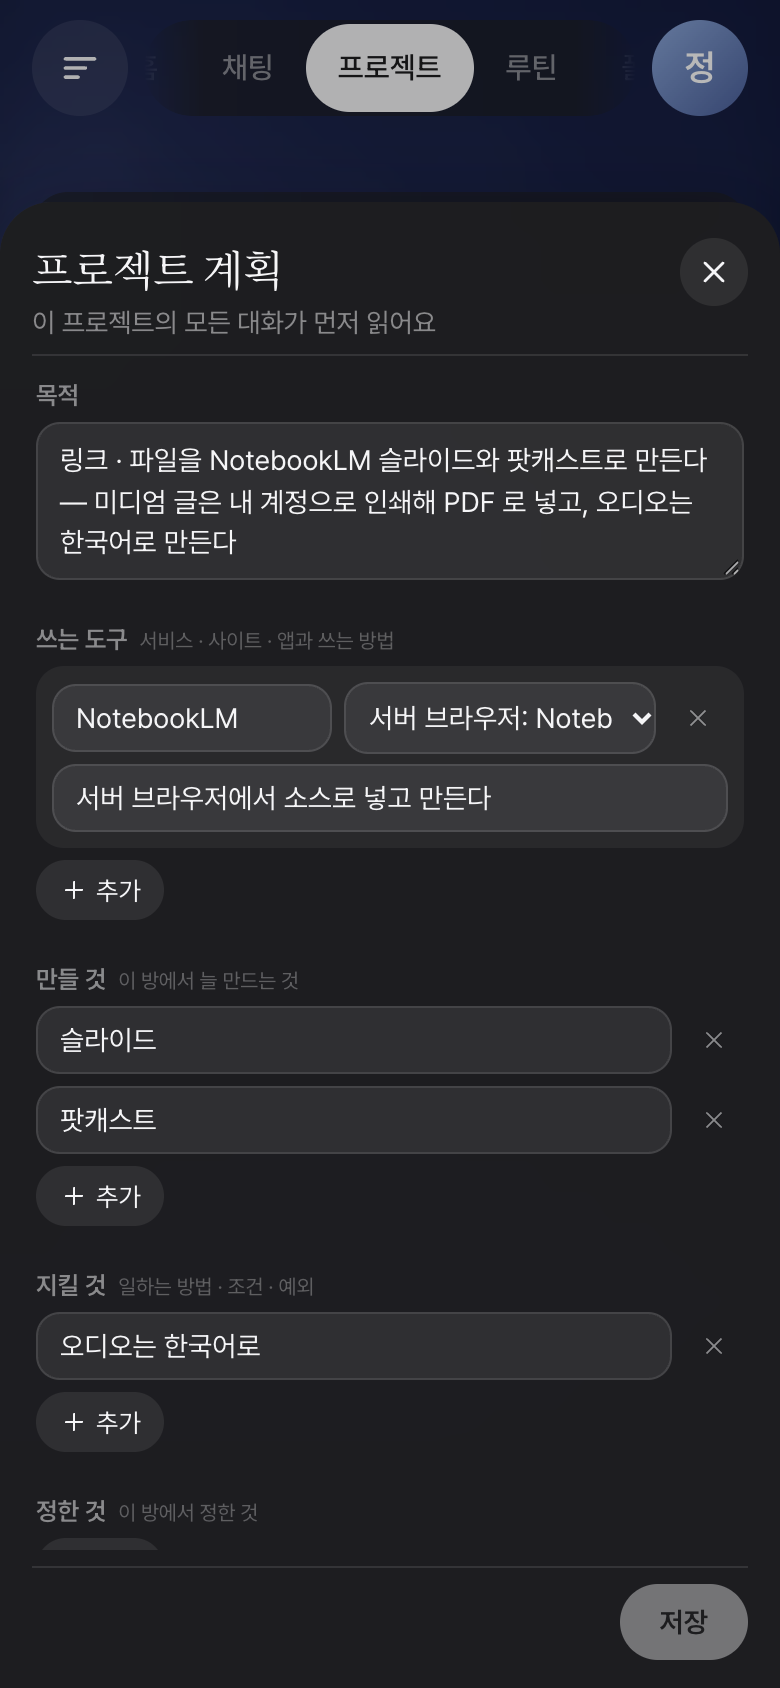 채팅
프로젝트
루틴
정
프로젝트 계획
이 프로젝트의 모든 대화가 먼저 읽어요
목적
링크 · 파일을 NotebookLM 슬라이드와 팟캐스트로 만든다
— 미디엄 글은 내 계정으로 인쇄해 PDF 로 넣고, 오디오는
한국어로 만든다
쓰는 도구 서비스 · 사이트 · 앱과 쓰는 방법
NotebookLM
서버 브라우저: Noteb
서버 브라우저에서 소스로 넣고 만든다
+ 추가
만들 것 이 방에서 늘 만드는 것
슬라이드
팟캐스트
+ 추가
지킬 것 일하는 방법 · 조건 · 예외
오디오는 한국어로
+ 추가
정한 것 이 방에서 정한 것
저장